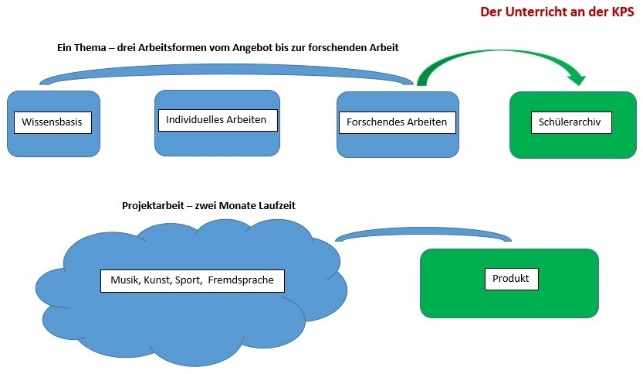 Der Unterricht an der KPS
Ein Thema – drei Arbeitsformen vom Angebot bis zur forschenden Arbeit
Wissensbasis
Individuelles Arbeiten
Forschendes Arbeiten
Schülerarchiv
Projektarbeit – zwei Monate Laufzeit
Musik, Kunst, Sport, Fremdsprache
Produkt